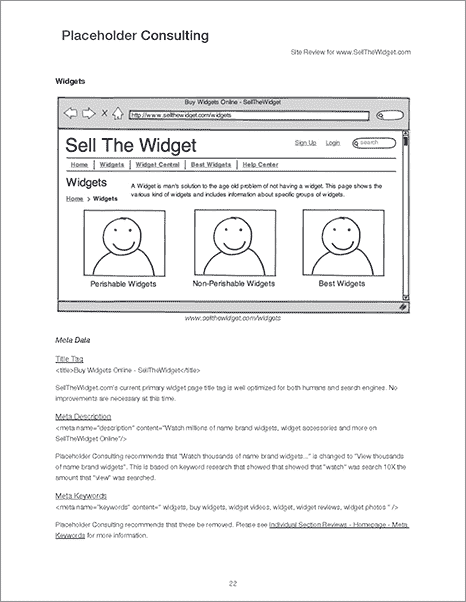 Placeholder Consulting
Site Review for www.SellTheWidget.com
Widgets
Buy Widgets Online - SellTheWidget
http://www.sellthewidget.com/widgets
Sell The Widget
Sign Up Login search
Home Widgets Widget Central Best Widgets Help Center
Widgets
A Widget is man's solution to the age old problem of not having a widget. This page shows the
various kind of widgets and includes information about specific groups of widgets.
Home > Widgets
Perishable Widgets Non-Perishable Widgets Best Widgets
www.sellthewidget.com/widgets
Meta Data
Title Tag
<title>Buy Widgets Online - SellTheWidget</title>
SellTheWidget.com's current primary widget page title tag is well optimized for both humans and search engines. No
improvements are necessary at this time.
Meta Description
<meta name="description" content="Watch millions of name brand widgets, widget accessories and more on
SellTheWidget Online"/>
Placeholder Consulting recommends that "Watch thousands of name brand widgets..." is changed to "View thousands
of name brand widgets". This is based on keyword research that showed that showed that "watch" was search 10X the
amount that "view" was searched.
Meta Keywords
<meta name="keywords" content=" widgets, buy widgets, widget videos, widget, widget reviews, widget photos " />
Placeholder Consulting recommends that these be removed. Please see Individual Section Reviews - Homepage - Meta
Keywords for more information.
22